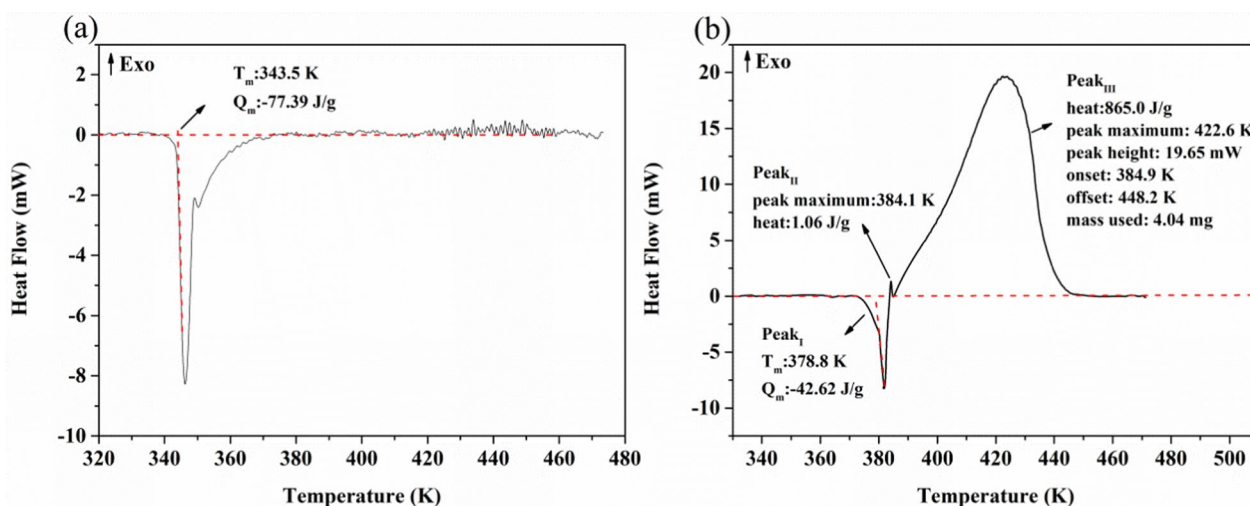 (a)
↑ Exo
T_m:343.5 K
Q_m:-77.39 J/g
2
0
-2
-4
-6
-8
-10
Heat Flow (mW)
320 340 360 380 400 420 440 460 480
Temperature (K)
(b)
↑ Exo
Peak_III
heat:865.0 J/g
peak maximum: 422.6 K
peak height: 19.65 mW
onset: 384.9 K
offset: 448.2 K
mass used: 4.04 mg
Peak_II
peak maximum:384.1 K
heat:1.06 J/g
Peak_I
T_m:378.8 K
Q_m:-42.62 J/g
20
15
10
5
0
-5
-10
Heat Flow (mW)
340 360 380 400 420 440 460 480 500
Temperature (K)